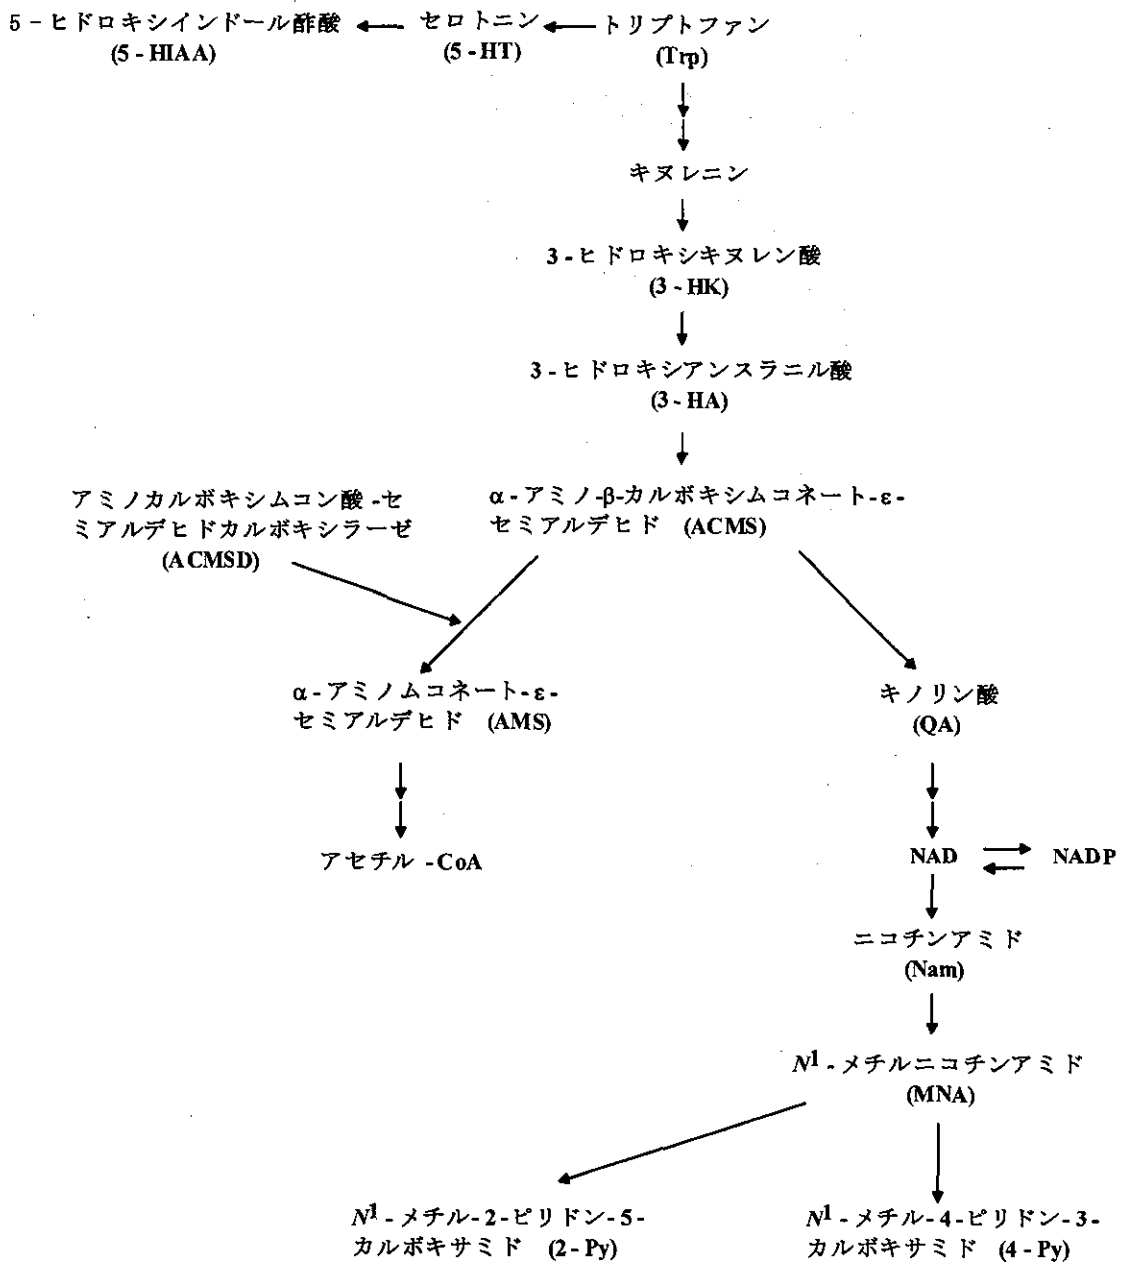 5-ヒドロキシインドール酢酸
(5-HIAA)
セロトニン
(5-HT)
トリプトファン
(Trp)
キヌレニン
3-ヒドロキシキヌレン酸
(3-HK)
3-ヒドロキシアンスラニル酸
(3-HA)
アミノカルボキシムコン酸-セ
ミアルデヒドカルボキシラーゼ
(ACMSD)
α-アミノ-β-カルボキシムコネート-ε-
セミアルデヒド (ACMS)
α-アミノムコネート-ε-
セミアルデヒド (AMS)
キノリン酸
(QA)
アセチル-CoA
NAD
NADP
ニコチンアミド
(Nam)
N1-メチルニコチンアミド
(MNA)
N1-メチル-2-ピリドン-5-
カルボキサミド (2-Py)
N1-メチル-4-ピリドン-3-
カルボキサミド (4-Py)